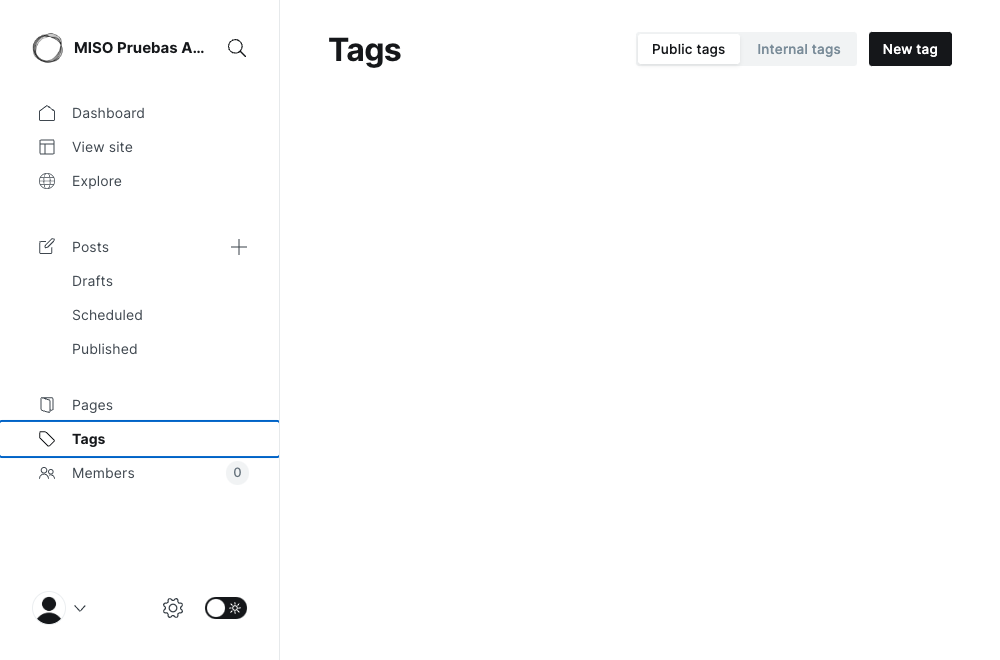 MISO Pruebas A...
Dashboard
View site
Explore
Posts
Drafts
Scheduled
Published
Pages
Tags
Members
0
Tags
Public tags
Internal tags
New tag